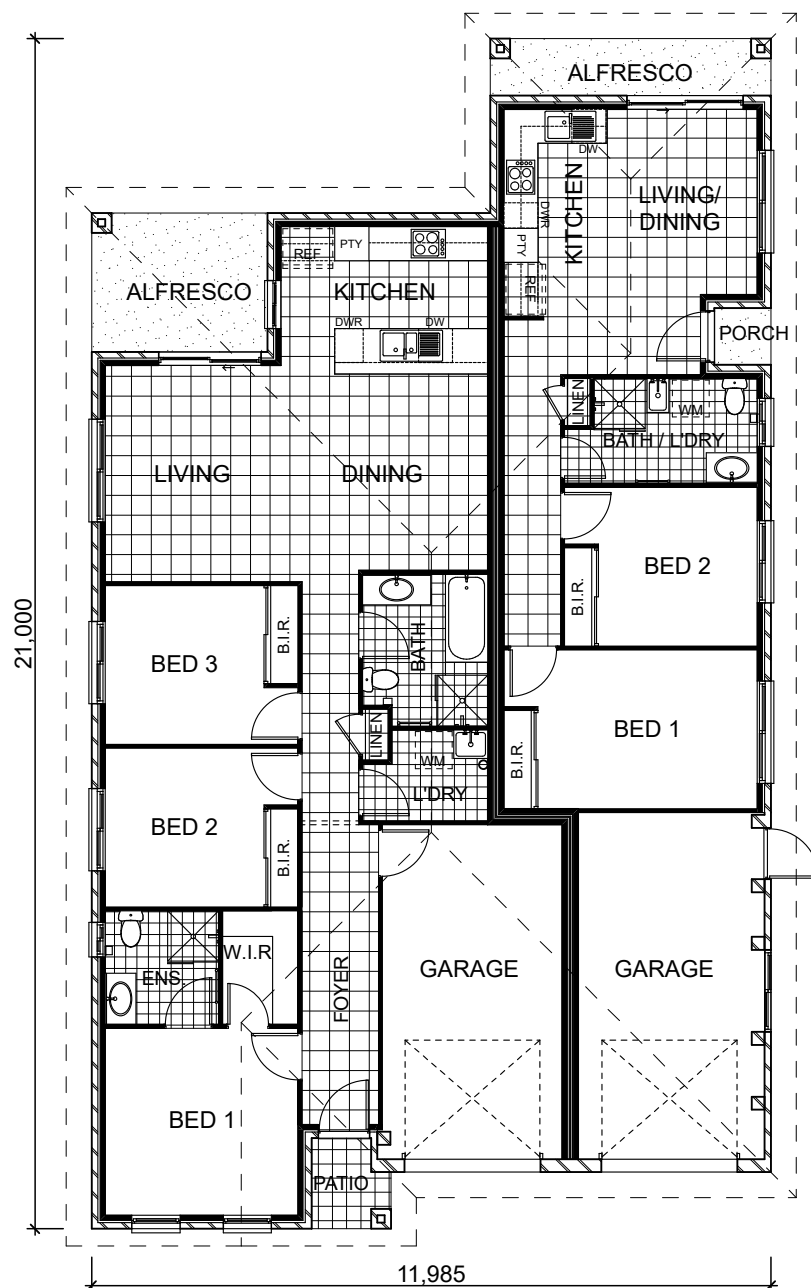 ALFRESCO
DW
KITCHEN
LIVING/
DINING
DWR
PTY
REF
PORCH
LINEN
WM
BATH / L'DRY
BED 2
B.I.R.
BED 1
B.I.R.
GARAGE
ALFRESCO
REF
PTY
KITCHEN
DWR
DW
LIVING
DINING
BED 3
B.I.R.
BATH
LINEN
WM
L'DRY
BED 2
B.I.R.
W.I.R
ENS.
FOYER
GARAGE
BED 1
PATIO
21,000
11,985